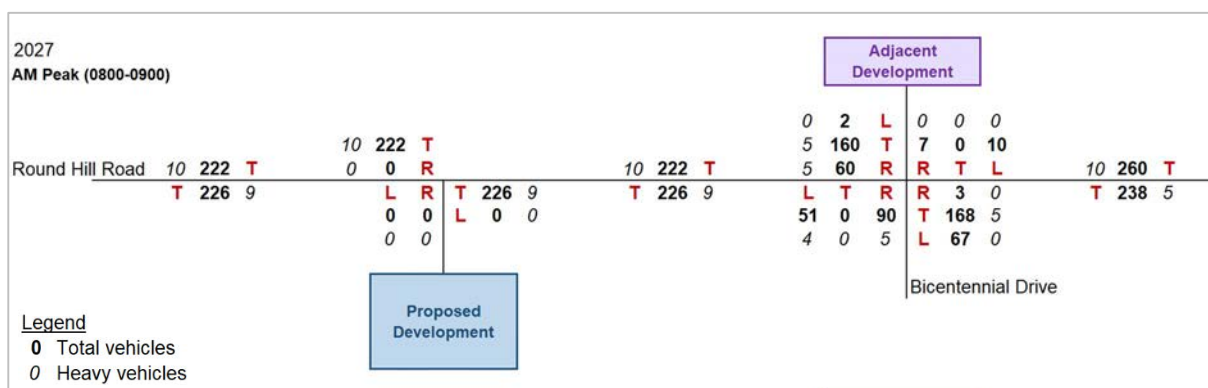 2027
AM Peak (0800-0900)
Adjacent
Development
0 2 L 0 0 0
10 222 T 5 160 T 7 0 10
Round Hill Road 10 222 T 0 0 R 10 222 T 5 60 R R T L 10 260 T
T 226 9 L R T 226 9 T 226 9 L T R R 3 0 T 238 5
0 0 L 0 0 51 0 90 T 168 5
0 0 4 0 5 L 67 0
Bicentennial Drive
Proposed
Development
Legend
0 Total vehicles
0 Heavy vehicles